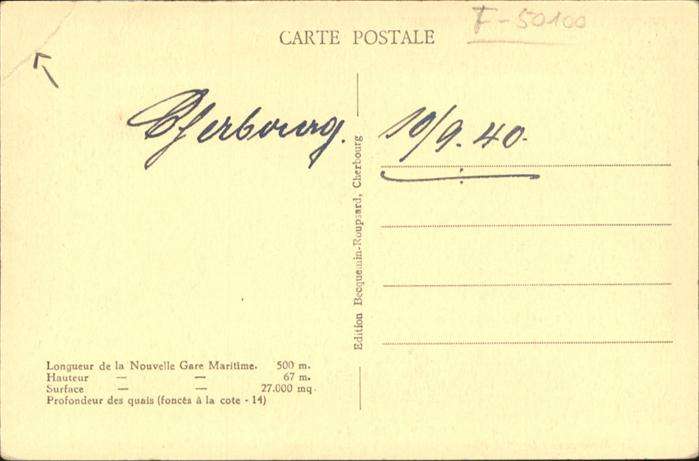 F-50100
CARTE POSTALE
Cherbourg.
10/9.40.
Edition Becquemin-Roupsard, Cherbourg
Longueur de la Nouvelle Gare Maritime. 500 m.
Hauteur — — 67 m.
Surface — — 27.000 mq.
Profondeur des quais (foncés à la cote - 14)